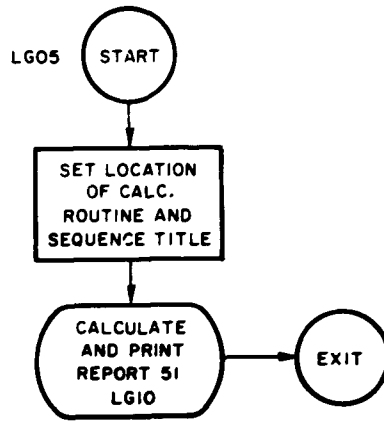 LG05
START
SET LOCATION
OF CALC.
ROUTINE AND
SEQUENCE TITLE
CALCULATE
AND PRINT
REPORT 51
LG10
EXIT